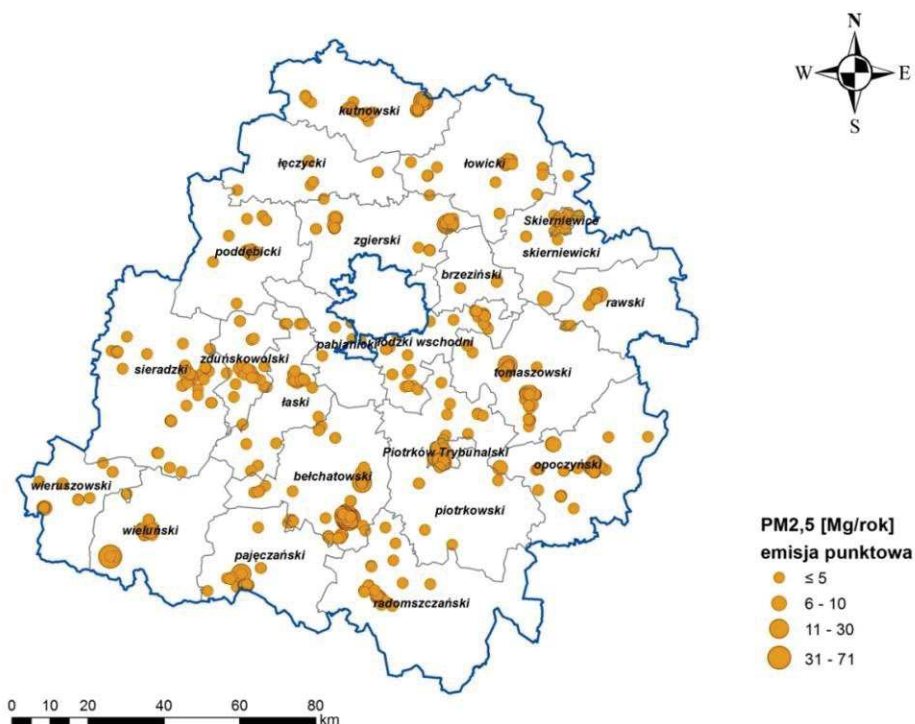 N
W E
S
kutnowski
łęczycki
łowicki
Skierniewice
zgierski
skierniewicki
poddębicki
brzeziński
rawski
pabianicki
łódzki wschodni
zduńskowolski
sieradzki
tomaszowski
łaski
Piotrków Trybunalski
opoczyński
bełchatowski
wieruszowski
piotrkowski
wieluński
pajęczański
radomszczański
PM2,5 [Mg/rok]
emisja punktowa
≤ 5
6 - 10
11 - 30
31 - 71
0 10 20 40 60 80
km